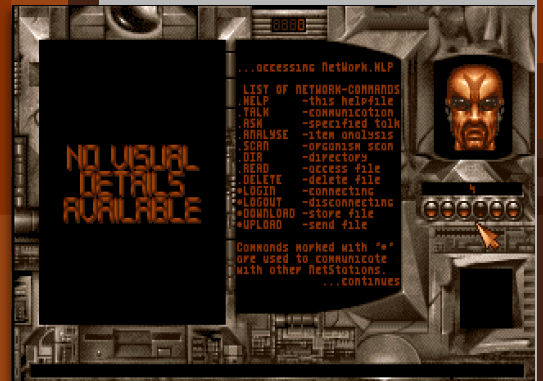 NO VISUAL
DETAILS
AVAILABLE
...accessing NetWork.HLP
LIST OF NETWORK-COMMANDS
.HELP -this helpfile
.TALK -communication
.ASK -specified talk
.ANALYSE -item analysis
.SCAN -organism scan
.DIR -directory
.READ -access file
.DELETE -delete file
*LOGIN -connecting
*LOGOUT -disconnecting
*DOWNLOAD -store file
*UPLOAD -send file
Commands marked with "*"
are used to communicate
with other NetStations.
...continues
4